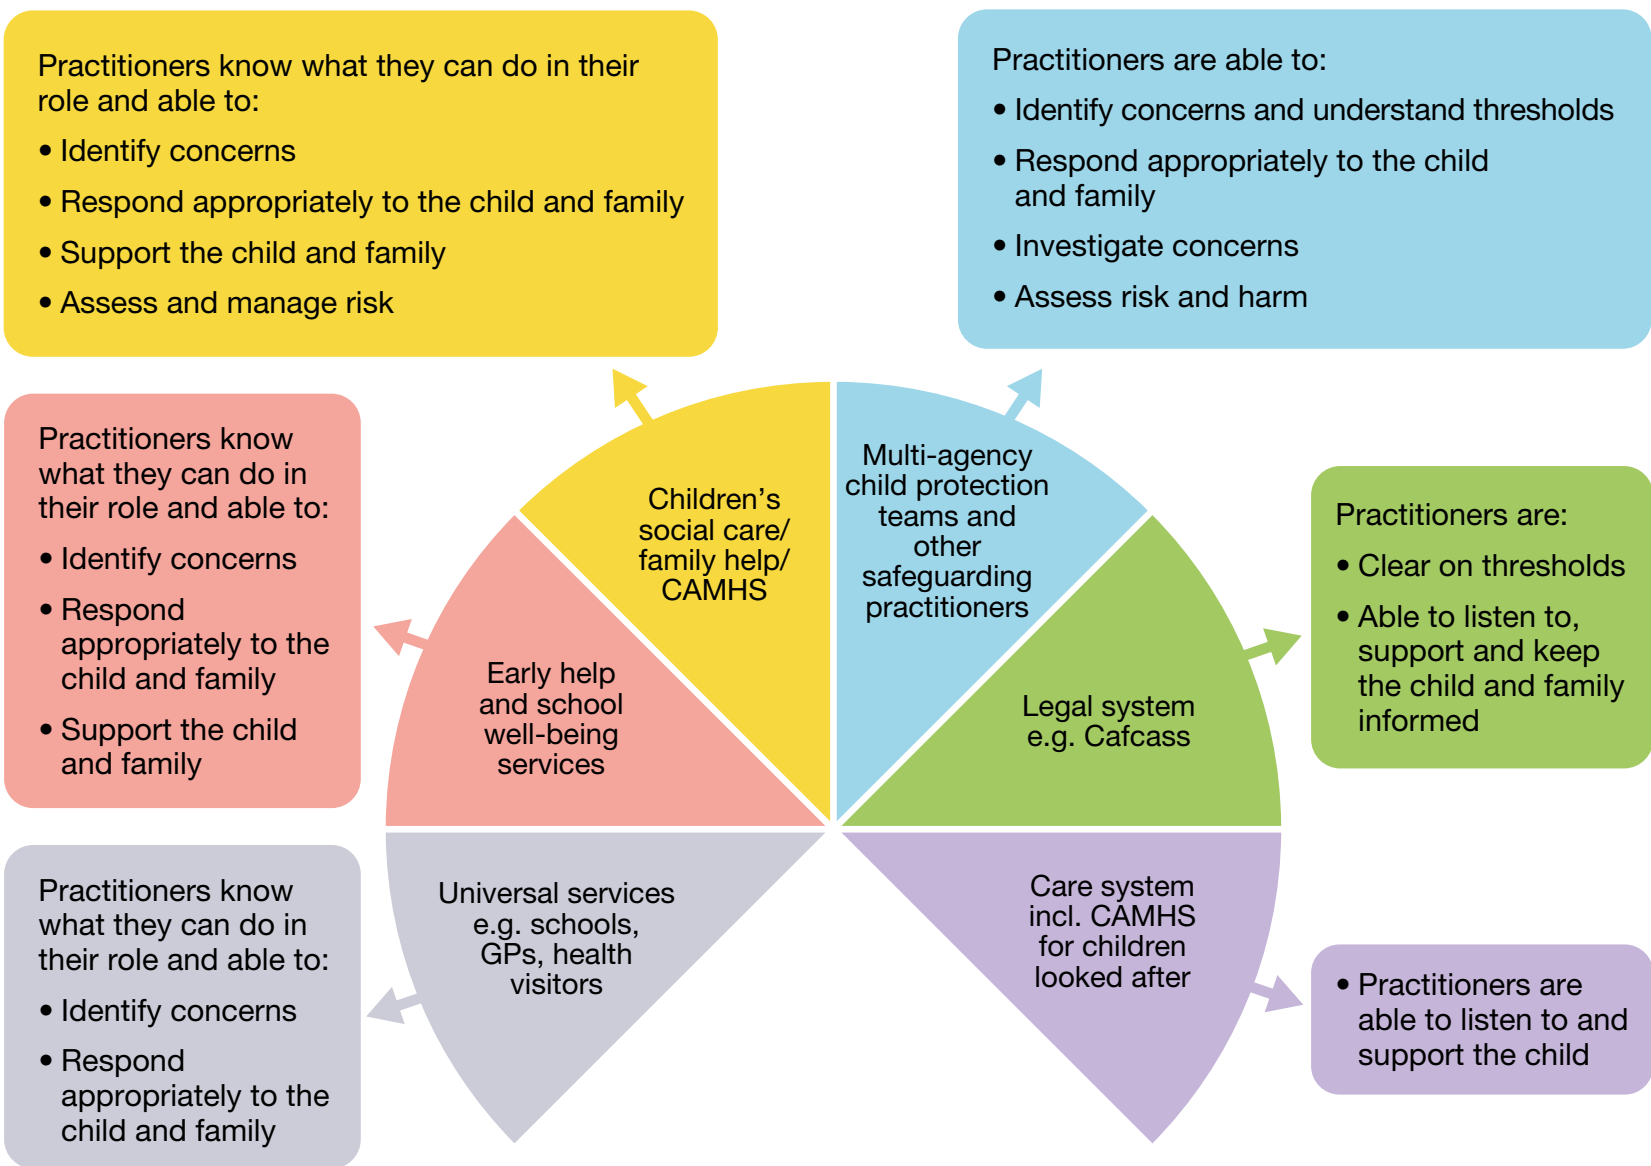 Practitioners know what they can do in their
role and able to:
• Identify concerns
• Respond appropriately to the child and family
• Support the child and family
• Assess and manage risk
Practitioners are able to:
• Identify concerns and understand thresholds
• Respond appropriately to the child
and family
• Investigate concerns
• Assess risk and harm
Practitioners know
what they can do in
their role and able to:
• Identify concerns
• Respond
appropriately to the
child and family
• Support the child
and family
Children’s
social care/
family help/
CAMHS
Multi-agency
child protection
teams and
other
safeguarding
practitioners
Practitioners are:
• Clear on thresholds
• Able to listen to,
support and keep
the child and family
informed
Early help
and school
well-being
services
Legal system
e.g. Cafcass
Practitioners know
what they can do in
their role and able to:
• Identify concerns
• Respond
appropriately to the
child and family
Universal services
e.g. schools,
GPs, health
visitors
Care system
incl. CAMHS
for children
looked after
• Practitioners are
able to listen to and
support the child